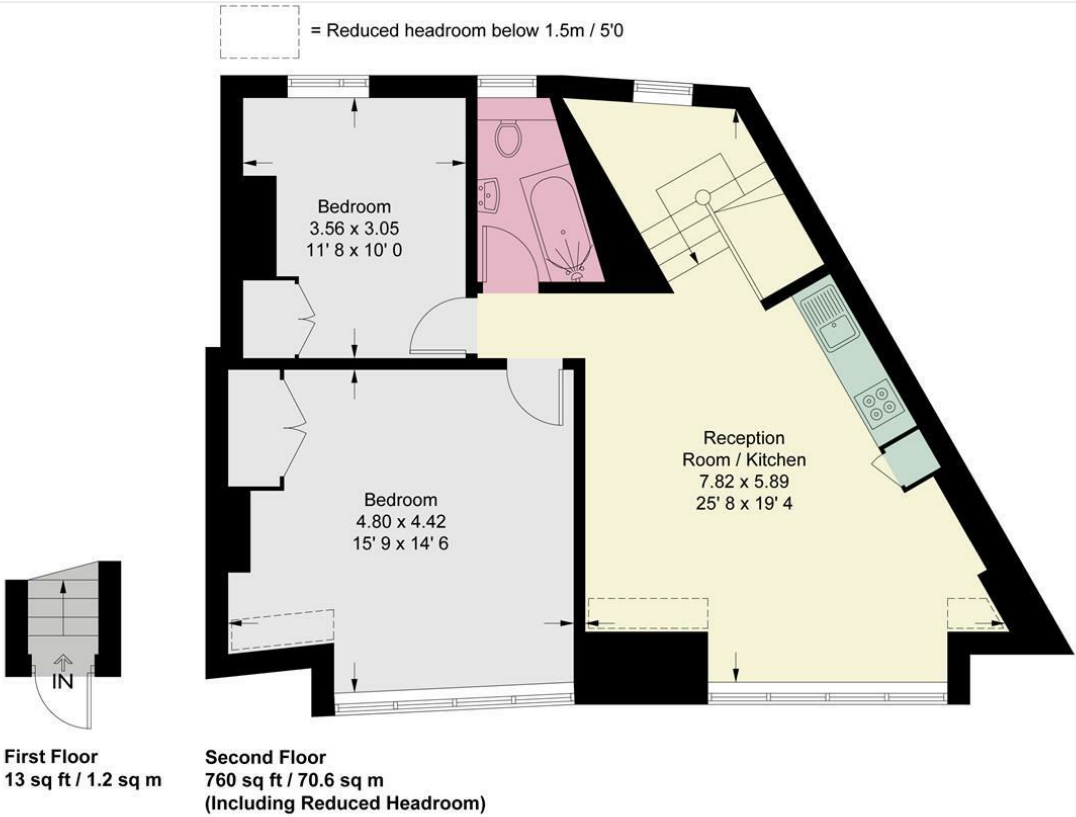 = Reduced headroom below 1.5m / 5'0
Bedroom
3.56 x 3.05
11' 8 x 10' 0
Reception
Room / Kitchen
7.82 x 5.89
25' 8 x 19' 4
Bedroom
4.80 x 4.42
15' 9 x 14' 6
IN
First Floor
13 sq ft / 1.2 sq m
Second Floor
760 sq ft / 70.6 sq m
(Including Reduced Headroom)